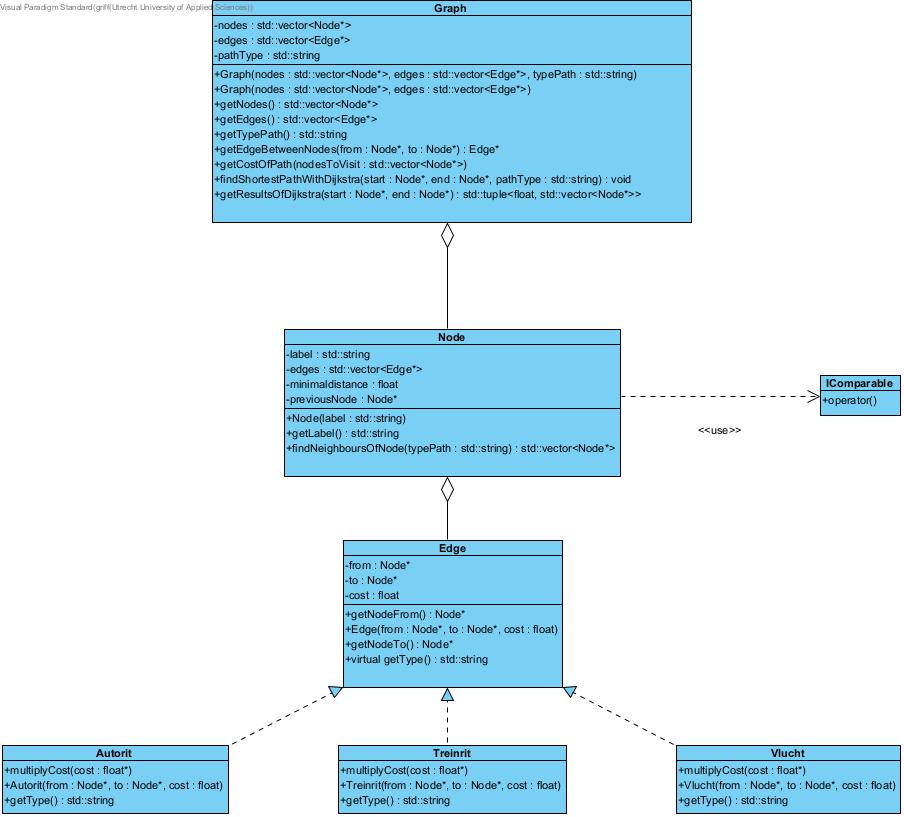 Visual Paradigm Standard(griff(Utrecht University of Applied Sciences))
Graph
-nodes : std::vector<Node*>
-edges : std::vector<Edge*>
-pathType : std::string
+Graph(nodes : std::vector<Node*>, edges : std::vector<Edge*>, typePath : std::string)
+Graph(nodes : std::vector<Node*>, edges : std::vector<Edge*>)
+getNodes() : std::vector<Node*>
+getEdges() : std::vector<Edge*>
+getTypePath() : std::string
+getEdgeBetweenNodes(from : Node*, to : Node*) : Edge*
+getCostOfPath(nodesToVisit : std::vector<Node*>)
+findShortestPathWithDijkstra(start : Node*, end : Node*, pathType : std::string) : void
+getResultsOfDijkstra(start : Node*, end : Node*) : std::tuple<float, std::vector<Node*>>
Node
-label : std::string
-edges : std::vector<Edge*>
-minimaldistance : float
-previousNode : Node*
+Node(label : std::string)
+getLabel() : std::string
+findNeighboursOfNode(typePath : std::string) : std::vector<Node*>
IComparable
+operator()
<<use>>
Edge
-from : Node*
-to : Node*
-cost : float
+getNodeFrom() : Node*
+Edge(from : Node*, to : Node*, cost : float)
+getNodeTo() : Node*
+virtual getType() : std::string
Autorit
+multiplyCost(cost : float*)
+Autorit(from : Node*, to : Node*, cost : float)
+getType() : std::string
Treinrit
+multiplyCost(cost : float*)
+Treinrit(from : Node*, to : Node*, cost : float)
+getType() : std::string
Vlucht
+multiplyCost(cost : float*)
+Vlucht(from : Node*, to : Node*, cost : float)
+getType() : std::string